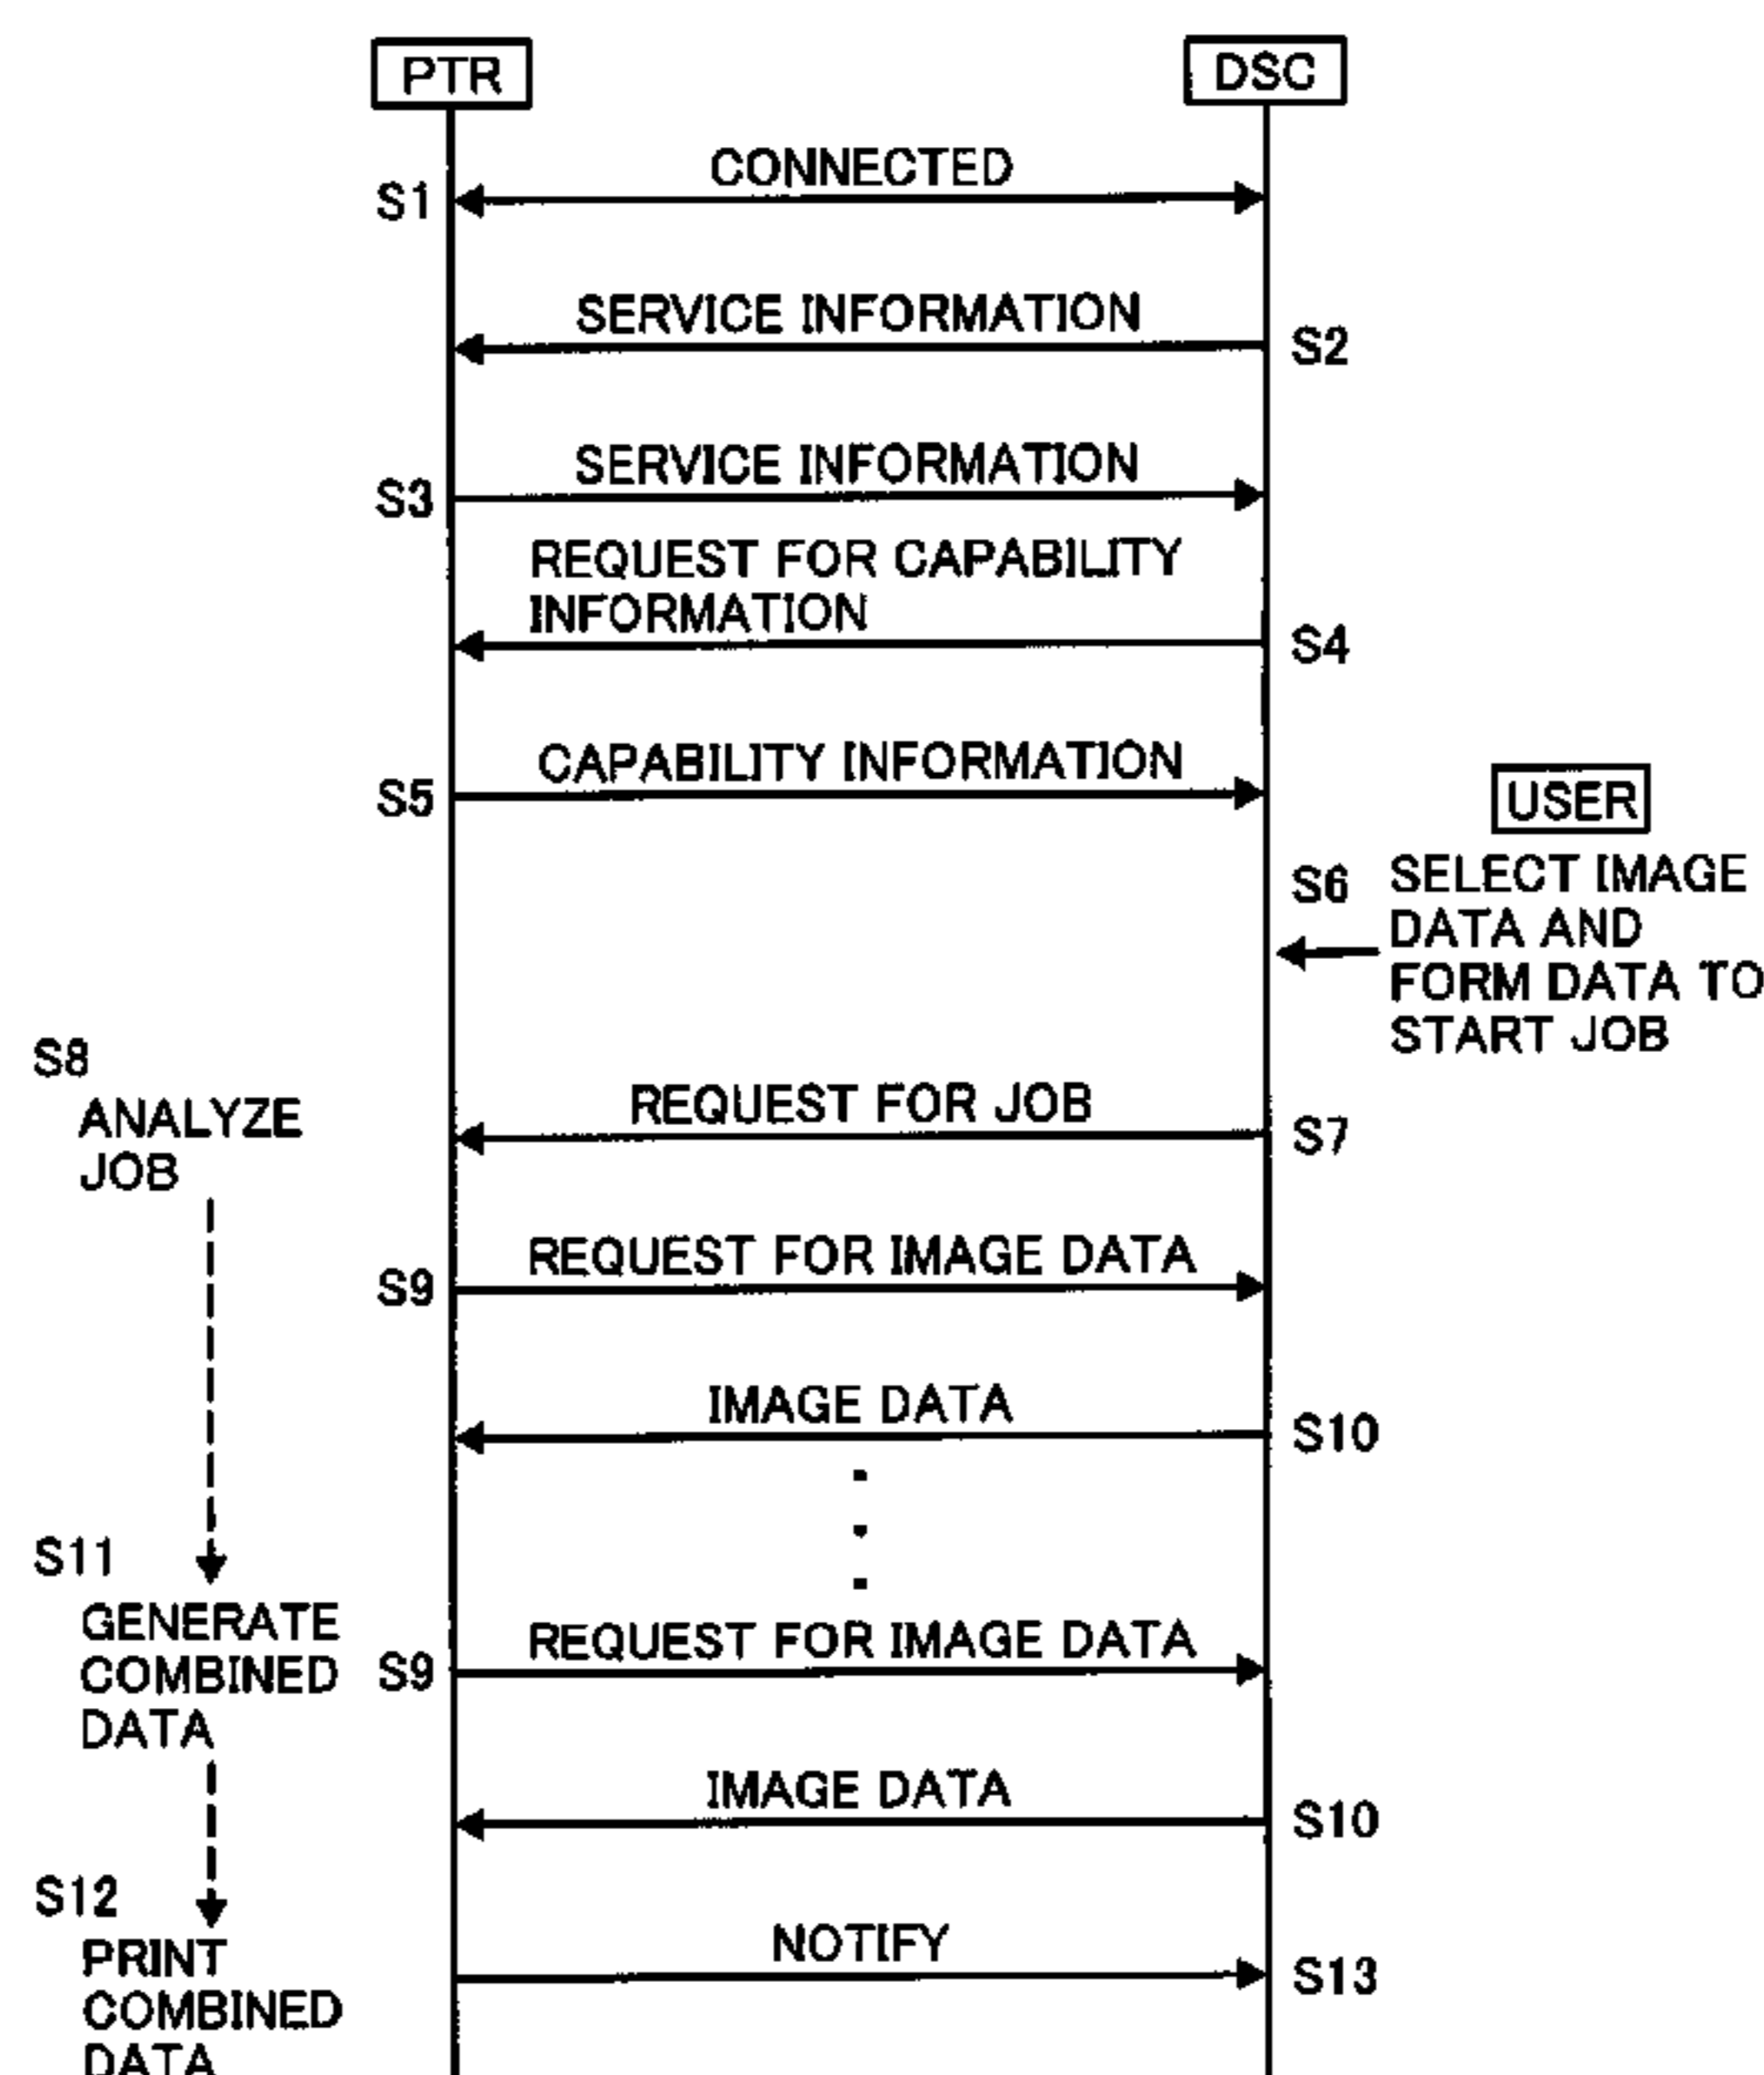 PTR
DSC
CONNECTED
S1
SERVICE INFORMATION
S2
SERVICE INFORMATION
S3
REQUEST FOR CAPABILITY
INFORMATION
S4
CAPABILITY INFORMATION
S5
USER
S6
SELECT IMAGE
DATA AND
FORM DATA TO
START JOB
S8
ANALYZE
JOB
REQUEST FOR JOB
S7
REQUEST FOR IMAGE DATA
S9
IMAGE DATA
S10
S11
GENERATE
COMBINED
DATA
REQUEST FOR IMAGE DATA
S9
IMAGE DATA
S10
S12
PRINT
COMBINED
DATA
NOTIFY
S13